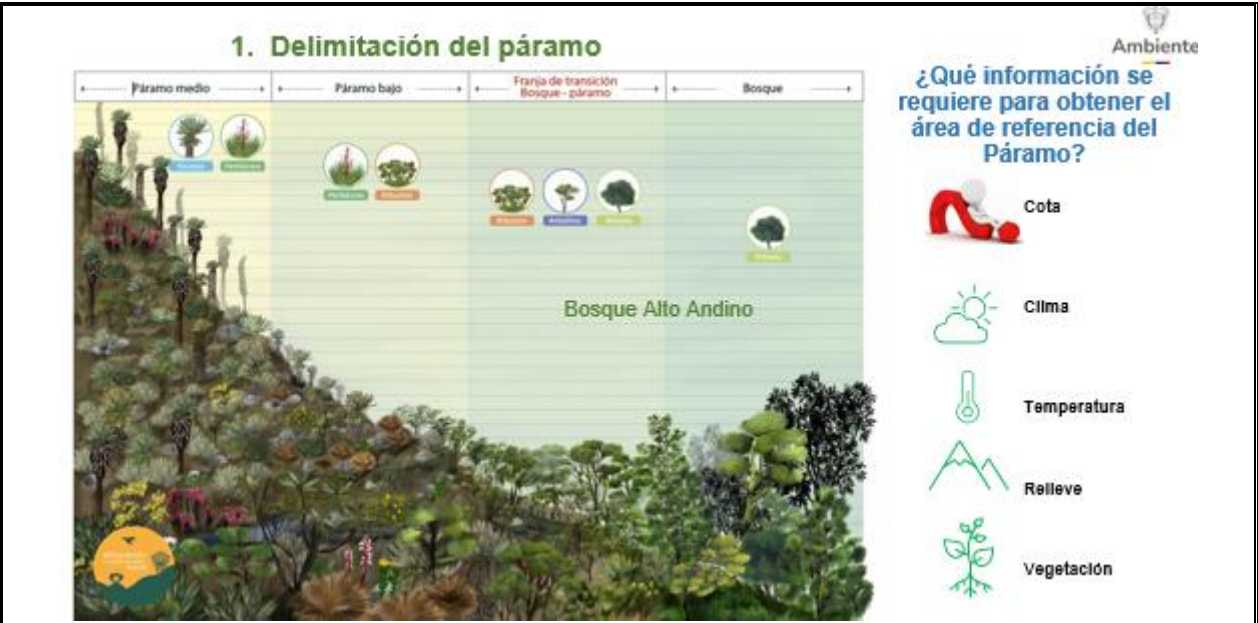 1. Delimitación del páramo
Ambiente
Páramo medio
Páramo bajo
Franja de transición
Bosque - páramo
Bosque
¿Qué información se
requiere para obtener el
área de referencia del
Páramo?
Cota
Bosque Alto Andino
Clima
Temperatura
Relieve
Vegetación